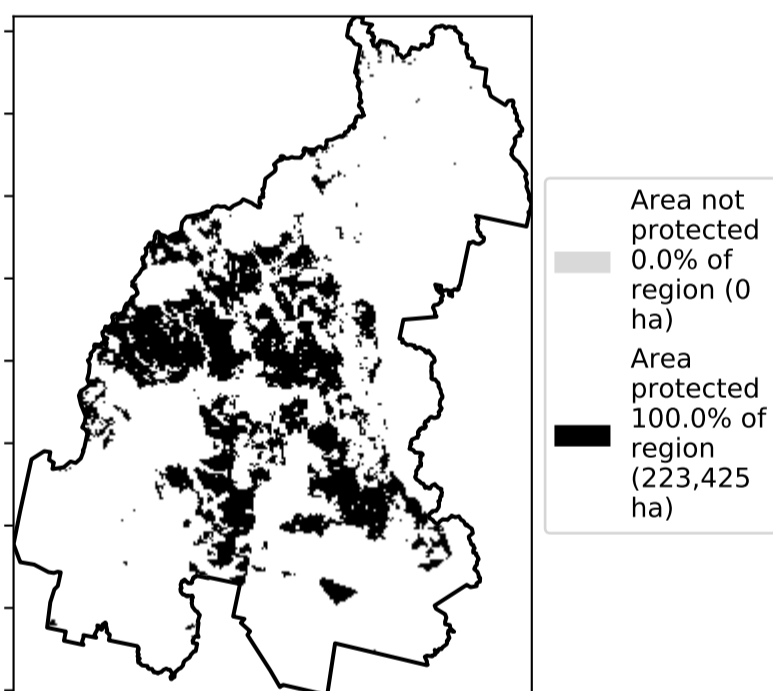 Area not
protected
0.0% of
region (0
ha)
Area
protected
100.0% of
region
(223,425
ha)